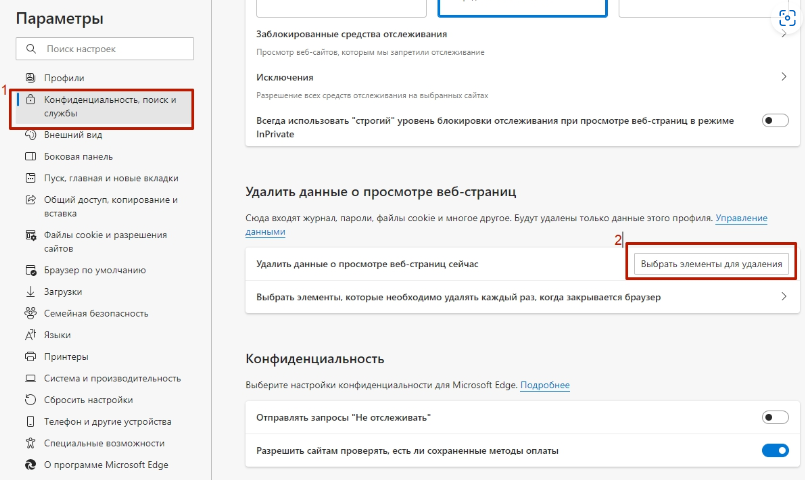 Параметры
Поиск настроек
Профили
1
Конфиденциальность, поиск и
службы
Внешний вид
Боковая панель
Пуск, главная и новые вкладки
Общий доступ, копирование и
вставка
Файлы cookie и разрешения
сайтов
Браузер по умолчанию
Загрузки
Семейная безопасность
Языки
Принтеры
Система и производительность
Сбросить настройки
Телефон и другие устройства
Специальные возможности
О программе Microsoft Edge
Заблокированные средства отслеживания
Просмотр веб-сайтов, которым мы запретили отслеживание
Исключения
Разрешение всех средств отслеживания на выбранных сайтах
Всегда использовать "строгий" уровень блокировки отслеживания при просмотре веб-страниц в режиме
InPrivate
Удалить данные о просмотре веб-страниц
Сюда входят журнал, пароли, файлы cookie и многое другое. Будут удалены только данные этого профиля. Управление
данными
2
Удалить данные о просмотре веб-страниц сейчас
Выбрать элементы для удаления
Выбрать элементы, которые необходимо удалять каждый раз, когда закрывается браузер
Конфиденциальность
Выберите настройки конфиденциальности для Microsoft Edge. Подробнее
Отправлять запросы "Не отслеживать"
Разрешить сайтам проверять, есть ли сохраненные методы оплаты